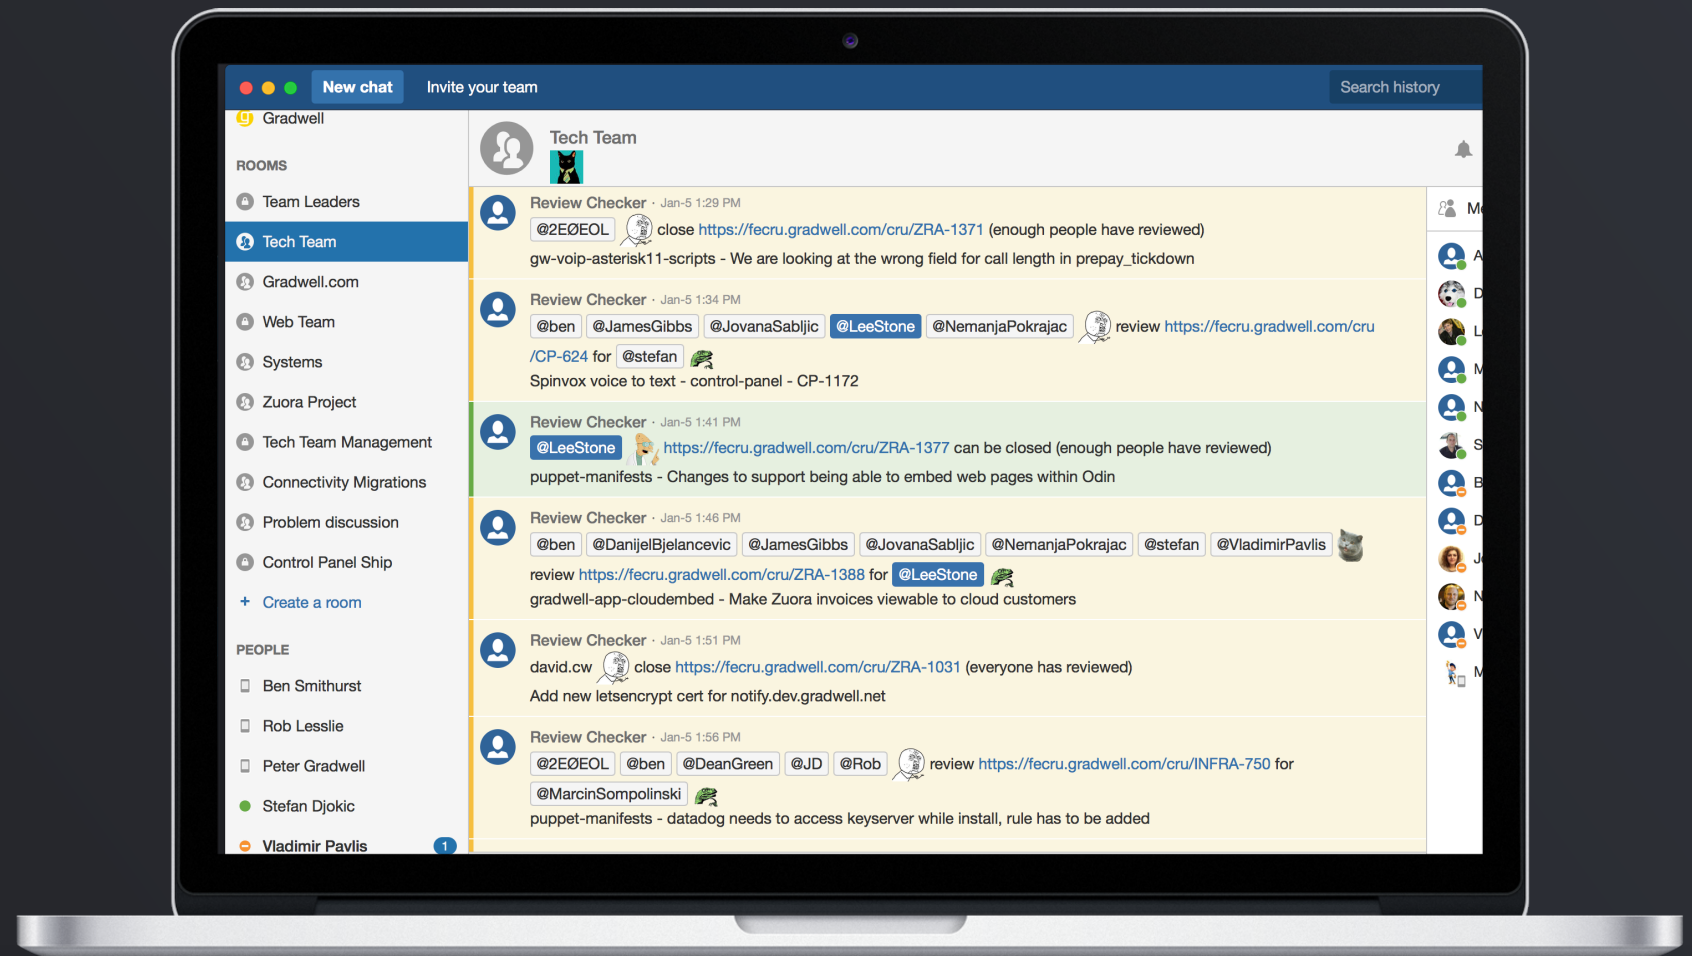 New chat
Invite your team
Search history
Gradwell
ROOMS
Team Leaders
Tech Team
Gradwell.com
Web Team
Systems
Zuora Project
Tech Team Management
Connectivity Migrations
Problem discussion
Control Panel Ship
+ Create a room
PEOPLE
Ben Smithurst
Rob Lesslie
Peter Gradwell
Stefan Djokic
Vladimir Pavlis 1
Tech Team
Review Checker · Jan-5 1:29 PM
@2EØEOL close https://fecru.gradwell.com/cru/ZRA-1371 (enough people have reviewed)
gw-voip-asterisk11-scripts - We are looking at the wrong field for call length in prepay_tickdown
Review Checker · Jan-5 1:34 PM
@ben @JamesGibbs @JovanaSabljic @LeeStone @NemanjaPokrajac review https://fecru.gradwell.com/cru
/CP-624 for @stefan
Spinvox voice to text - control-panel - CP-1172
Review Checker · Jan-5 1:41 PM
@LeeStone https://fecru.gradwell.com/cru/ZRA-1377 can be closed (enough people have reviewed)
puppet-manifests - Changes to support being able to embed web pages within Odin
Review Checker · Jan-5 1:46 PM
@ben @DanijelBjelancevic @JamesGibbs @JovanaSabljic @NemanjaPokrajac @stefan @VladimirPavlis
review https://fecru.gradwell.com/cru/ZRA-1388 for @LeeStone
gradwell-app-cloudembed - Make Zuora invoices viewable to cloud customers
Review Checker · Jan-5 1:51 PM
david.cw close https://fecru.gradwell.com/cru/ZRA-1031 (everyone has reviewed)
Add new letsencrypt cert for notify.dev.gradwell.net
Review Checker · Jan-5 1:56 PM
@2EØEOL @ben @DeanGreen @JD @Rob review https://fecru.gradwell.com/cru/INFRA-750 for
@MarcinSompolinski
puppet-manifests - datadog needs to access keyserver while install, rule has to be added